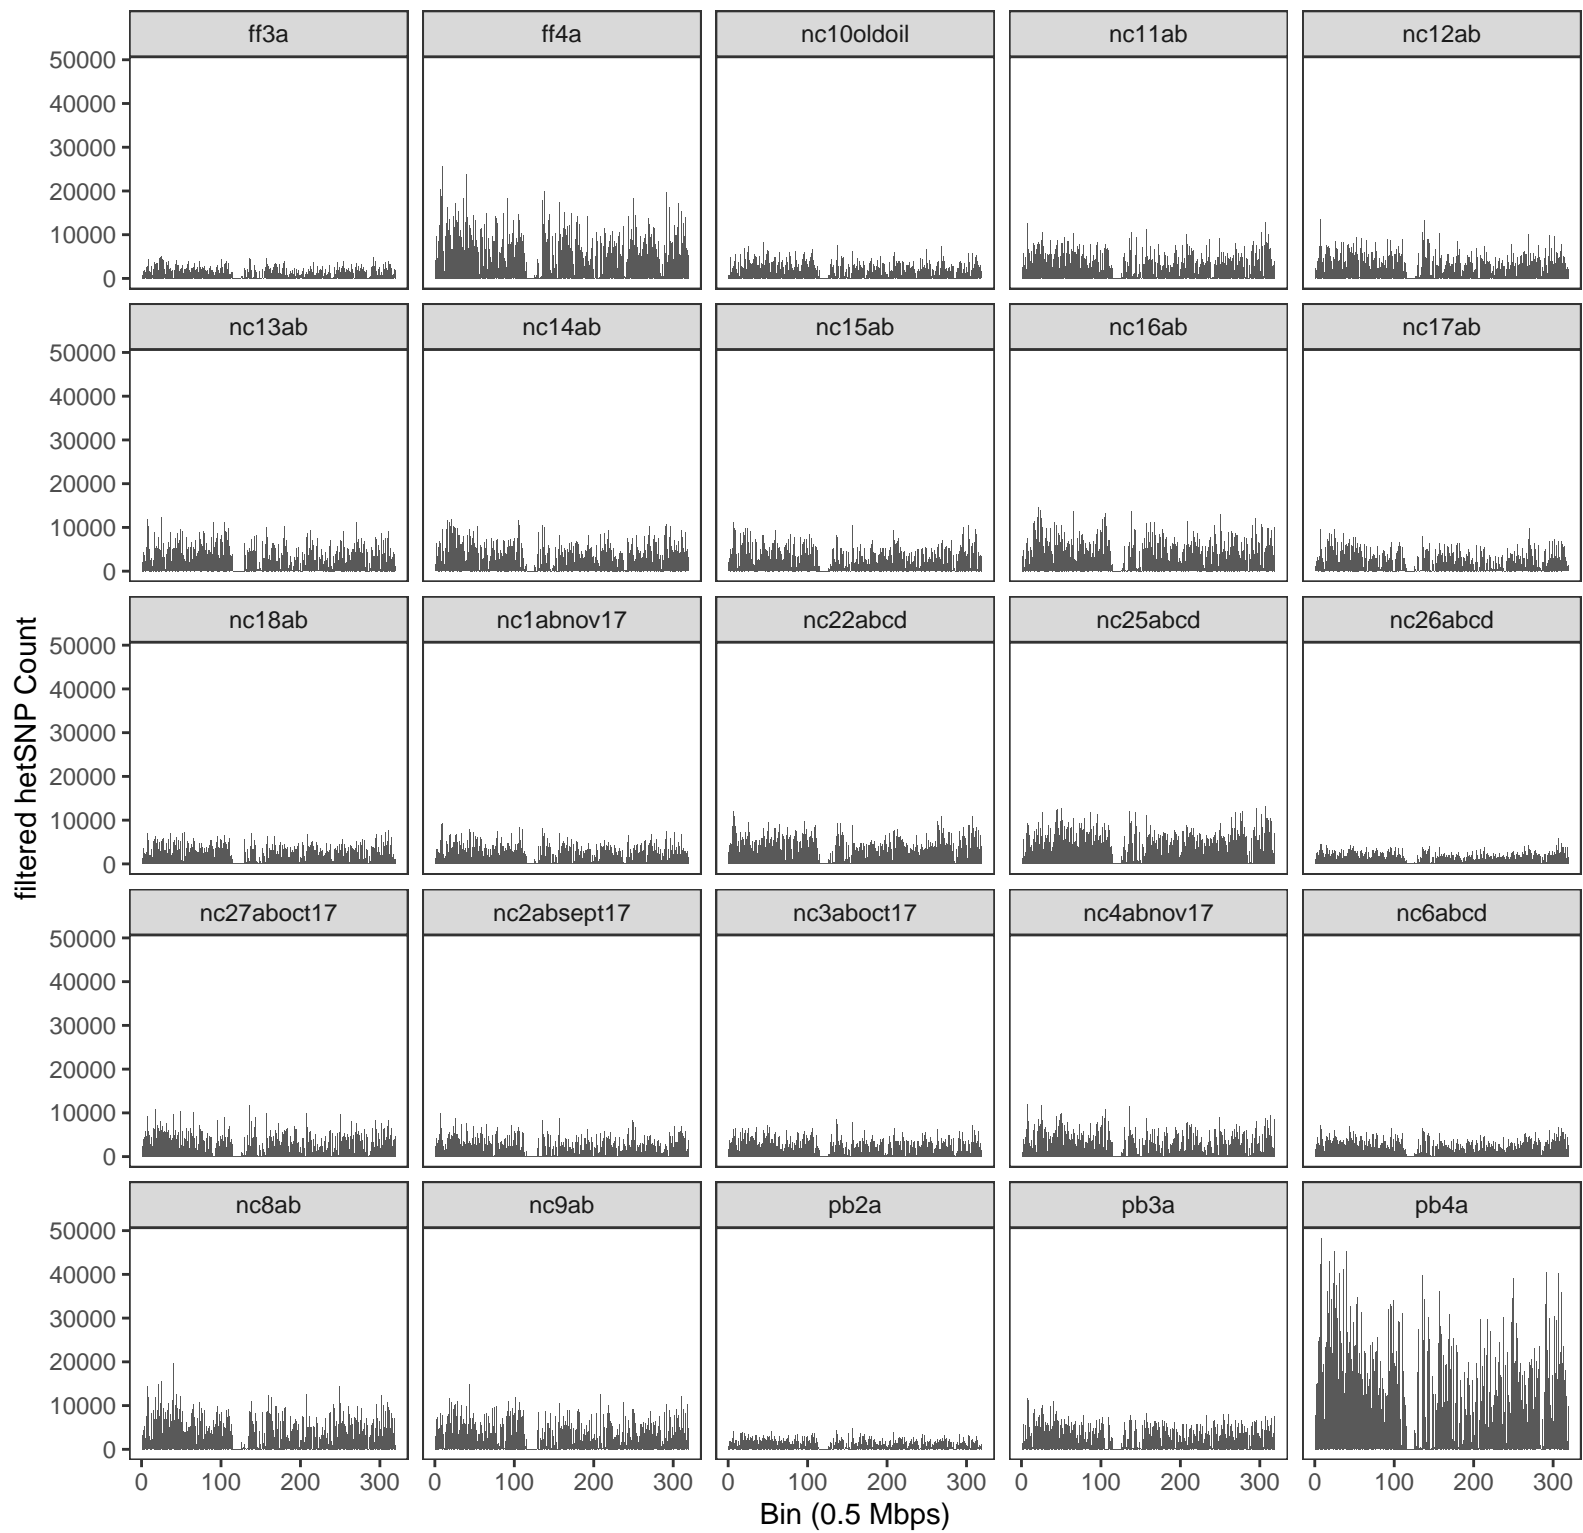 ff3a
ff4a
nc10oldoil
nc11ab
nc12ab
50000
40000
30000
20000
10000
0
nc13ab
nc14ab
nc15ab
nc16ab
nc17ab
50000
40000
30000
20000
10000
0
nc18ab
nc1abnov17
nc22abcd
nc25abcd
nc26abcd
50000
40000
30000
20000
10000
0
filtered hetSNP Count
nc27aboct17
nc2absept17
nc3aboct17
nc4abnov17
nc6abcd
50000
40000
30000
20000
10000
0
nc8ab
nc9ab
pb2a
pb3a
pb4a
50000
40000
30000
20000
10000
0
0 100 200 300
0 100 200 300
0 100 200 300
0 100 200 300
0 100 200 300
Bin (0.5 Mbps)